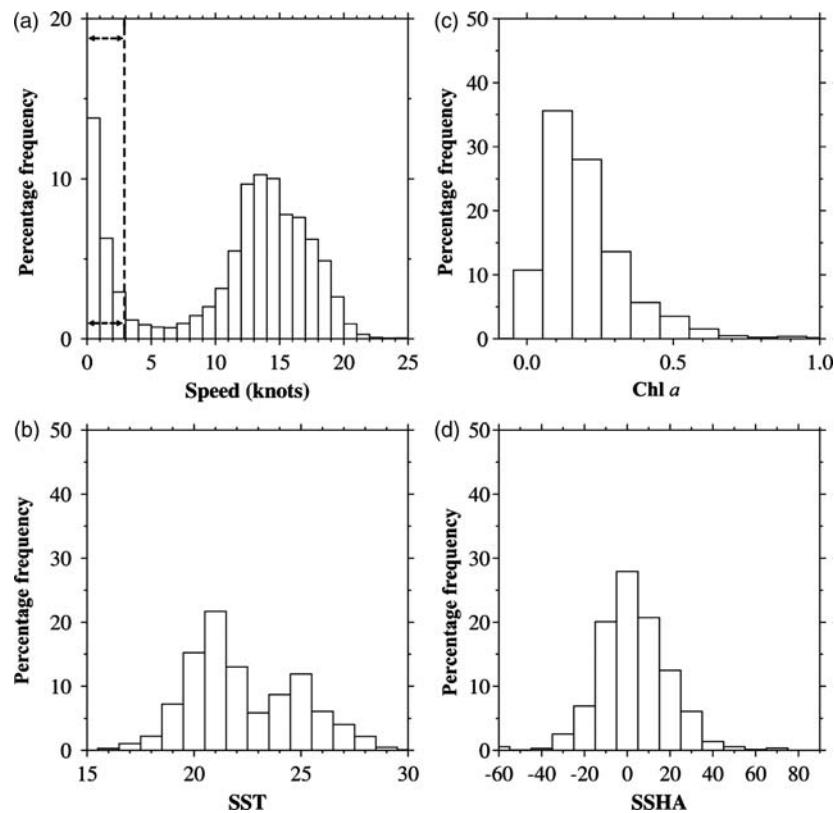 (a)
20
10
0
Percentage frequency
0 5 10 15 20 25
Speed (knots)
(c)
50
40
30
20
10
0
Percentage frequency
0.0 0.5 1.0
Chl a
(b)
50
40
30
20
10
0
Percentage frequency
15 20 25 30
SST
(d)
50
40
30
20
10
0
Percentage frequency
-60 -40 -20 0 20 40 60 80
SSHA